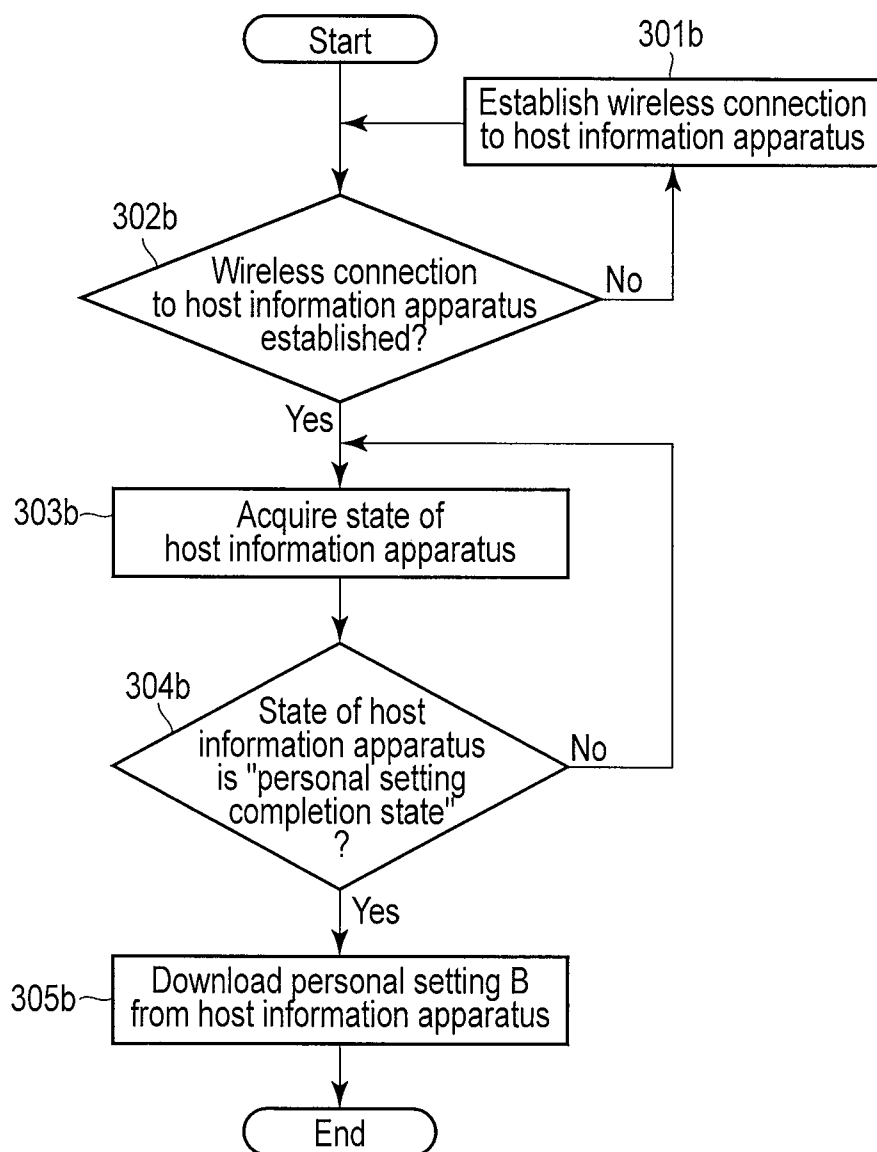 Start
301b
Establish wireless connection
to host information apparatus
302b
Wireless connection
to host information apparatus
established?
No
Yes
303b
Acquire state of
host information apparatus
304b
State of host
information apparatus
is "personal setting
completion state"
?
No
Yes
305b
Download personal setting B
from host information apparatus
End